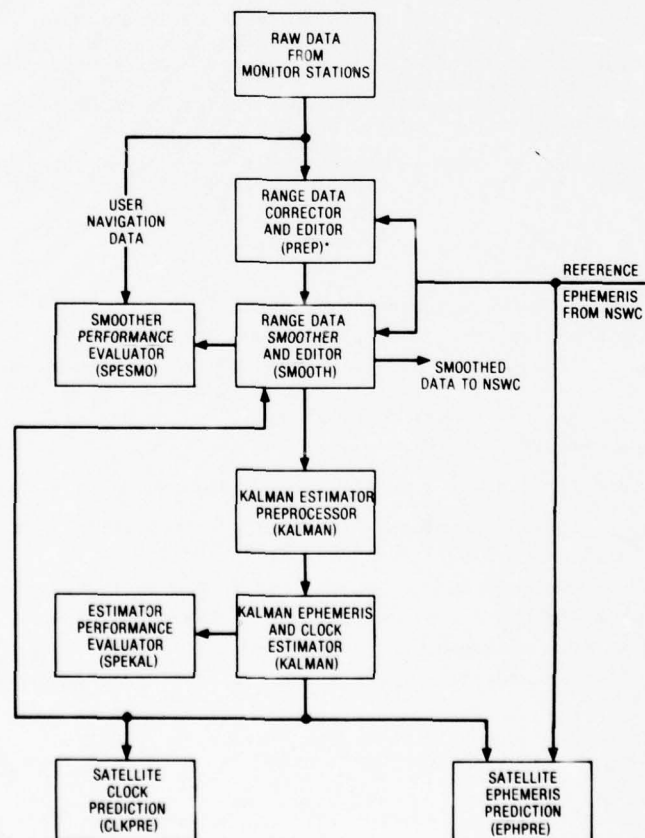 RAW DATA
FROM
MONITOR STATIONS
USER
NAVIGATION
DATA
RANGE DATA
CORRECTOR
AND EDITOR
(PREP)*
REFERENCE
EPHEMERIS
FROM NSWC
SMOOTHER
PERFORMANCE
EVALUATOR
(SPESMO)
RANGE DATA
SMOOTHER
AND EDITOR
(SMOOTH)
SMOOTHED
DATA TO NSWC
KALMAN ESTIMATOR
PREPROCESSOR
(KALMAN)
ESTIMATOR
PERFORMANCE
EVALUATOR
(SPEKAL)
KALMAN EPHEMERIS
AND CLOCK
ESTIMATOR
(KALMAN)
SATELLITE
CLOCK
PREDICTION
(CLKPRE)
SATELLITE
EPHEMERIS
PREDICTION
(EPHPRE)